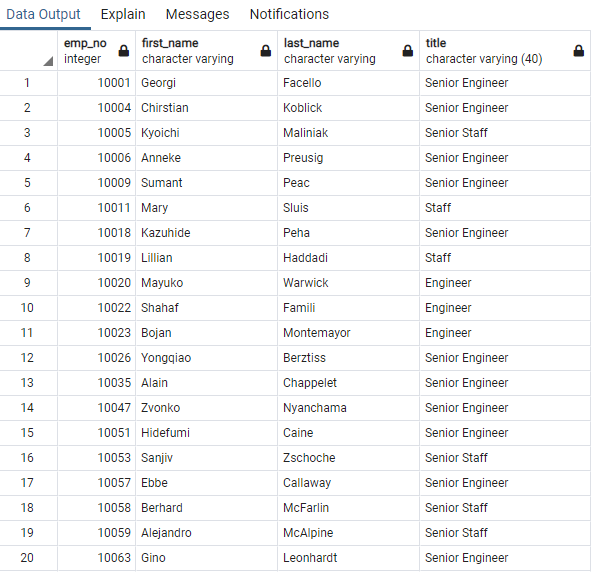 Data Output Explain Messages Notifications
emp_no first_name last_name title
integer character varying character varying character varying (40)
1 10001 Georgi Facello Senior Engineer
2 10004 Chirstian Koblick Senior Engineer
3 10005 Kyoichi Maliniak Senior Staff
4 10006 Anneke Preusig Senior Engineer
5 10009 Sumant Peac Senior Engineer
6 10011 Mary Sluis Staff
7 10018 Kazuhide Peha Senior Engineer
8 10019 Lillian Haddadi Staff
9 10020 Mayuko Warwick Engineer
10 10022 Shahaf Famili Engineer
11 10023 Bojan Montemayor Engineer
12 10026 Yongqiao Berztiss Senior Engineer
13 10035 Alain Chappelet Senior Engineer
14 10047 Zvonko Nyanchama Senior Engineer
15 10051 Hidefumi Caine Senior Engineer
16 10053 Sanjiv Zschoche Senior Staff
17 10057 Ebbe Callaway Senior Engineer
18 10058 Berhard McFarlin Senior Staff
19 10059 Alejandro McAlpine Senior Staff
20 10063 Gino Leonhardt Senior Engineer